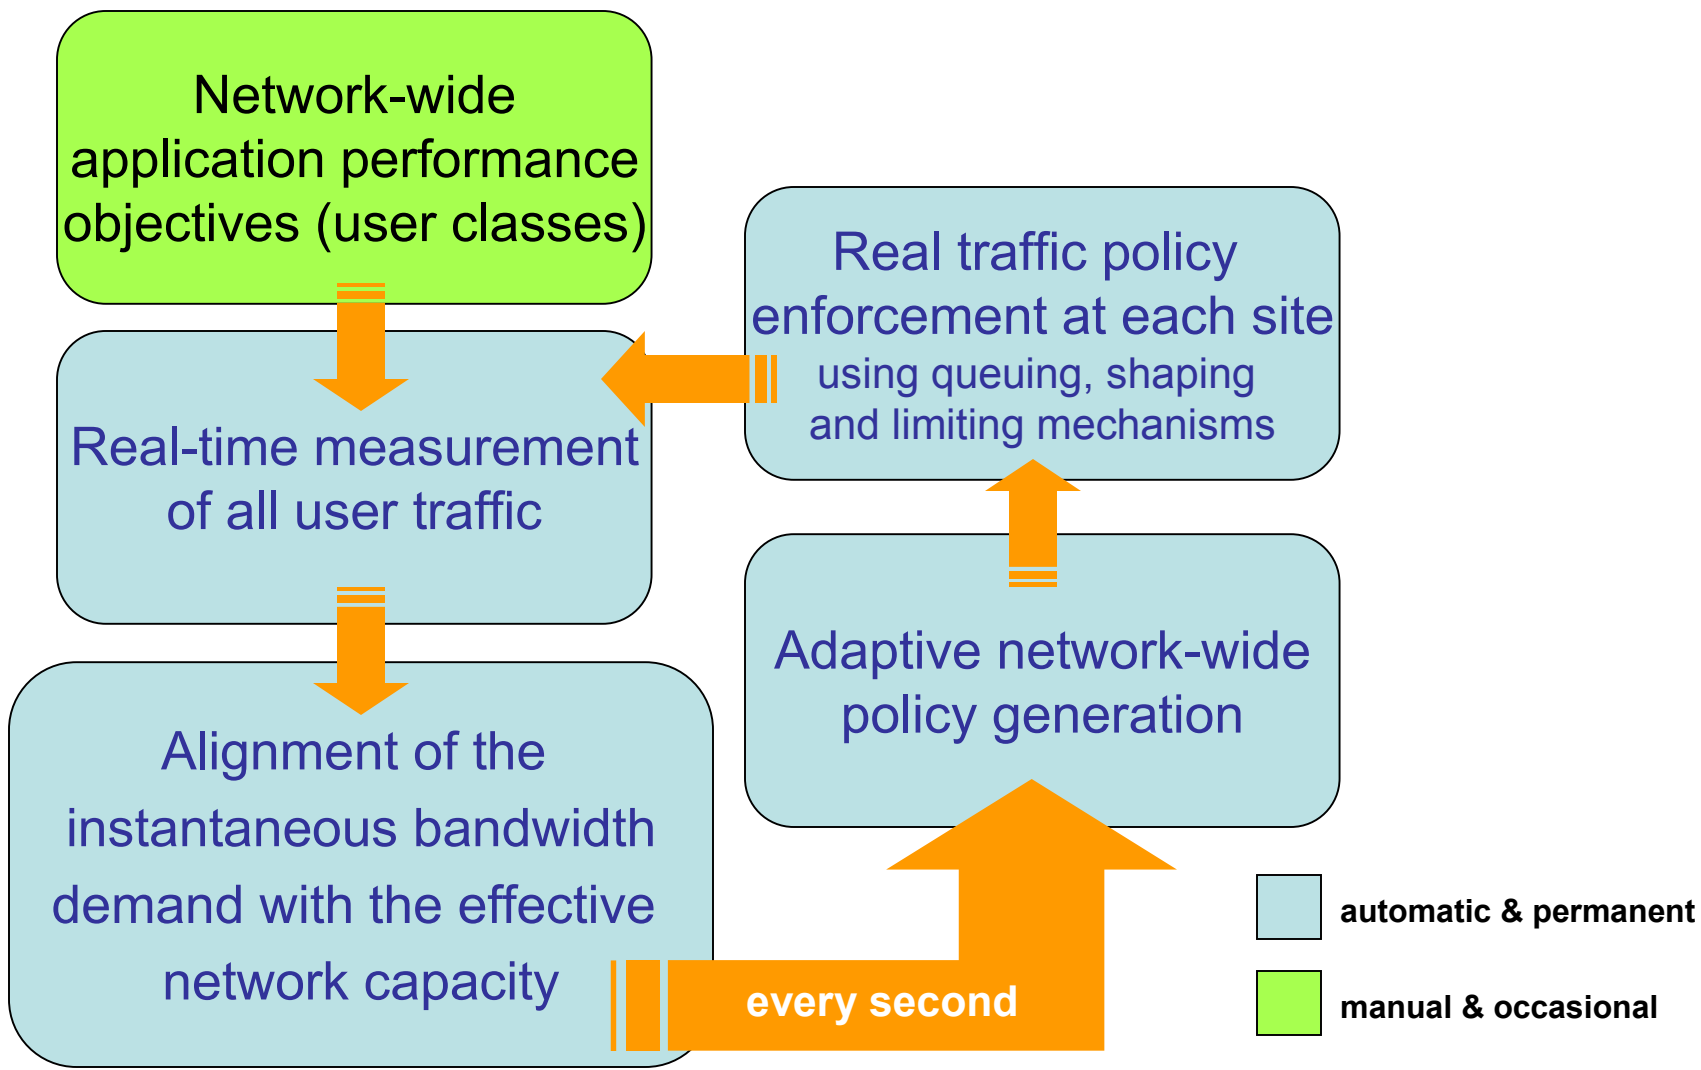 Network-wide
application performance
objectives (user classes)
Real-time measurement
of all user traffic
Alignment of the
instantaneous bandwidth
demand with the effective
network capacity
every second
Adaptive network-wide
policy generation
Real traffic policy
enforcement at each site
using queuing, shaping
and limiting mechanisms
automatic & permanent
manual & occasional